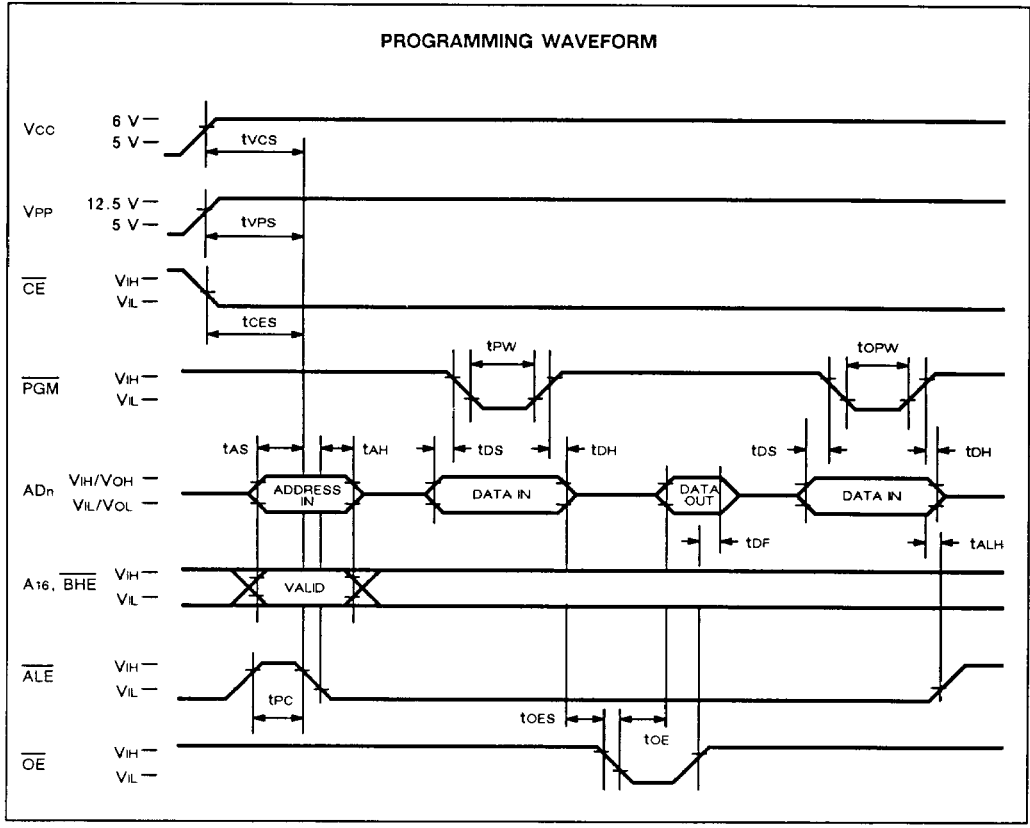 PROGRAMMING WAVEFORM
VCC 6 V
5 V
tVCS
VPP 12.5 V
5 V
tVPS
CE VIH
VIL
tCES
tPW tOPW
PGM VIH
VIL
tAS tAH tDS tDH tDS tDH
ADn VIH/VOH
VIL/VOL
ADDRESS IN
DATA IN
DATA OUT
DATA IN
tDF tALH
A16, BHE VIH
VIL
VALID
ALE VIH
VIL
tPC
tOES tOE
OE VIH
VIL